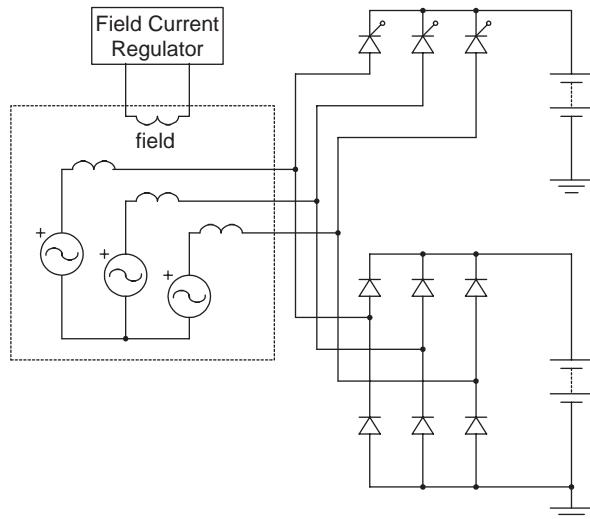 Field Current
Regulator
field
+
+
+